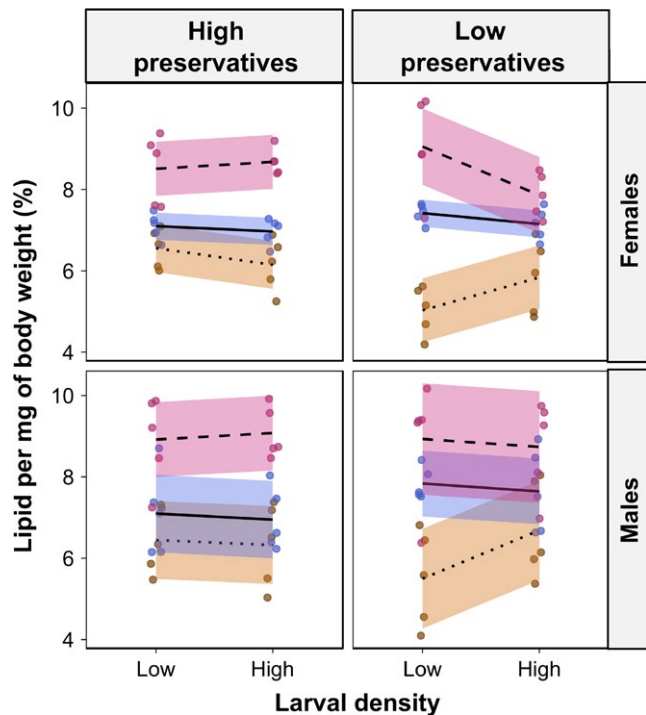 High
preservatives
Low
preservatives
Lipid per mg of body weight (%)
10
8
6
4
Females
10
8
6
4
Males
Low
High
Low
High
Larval density